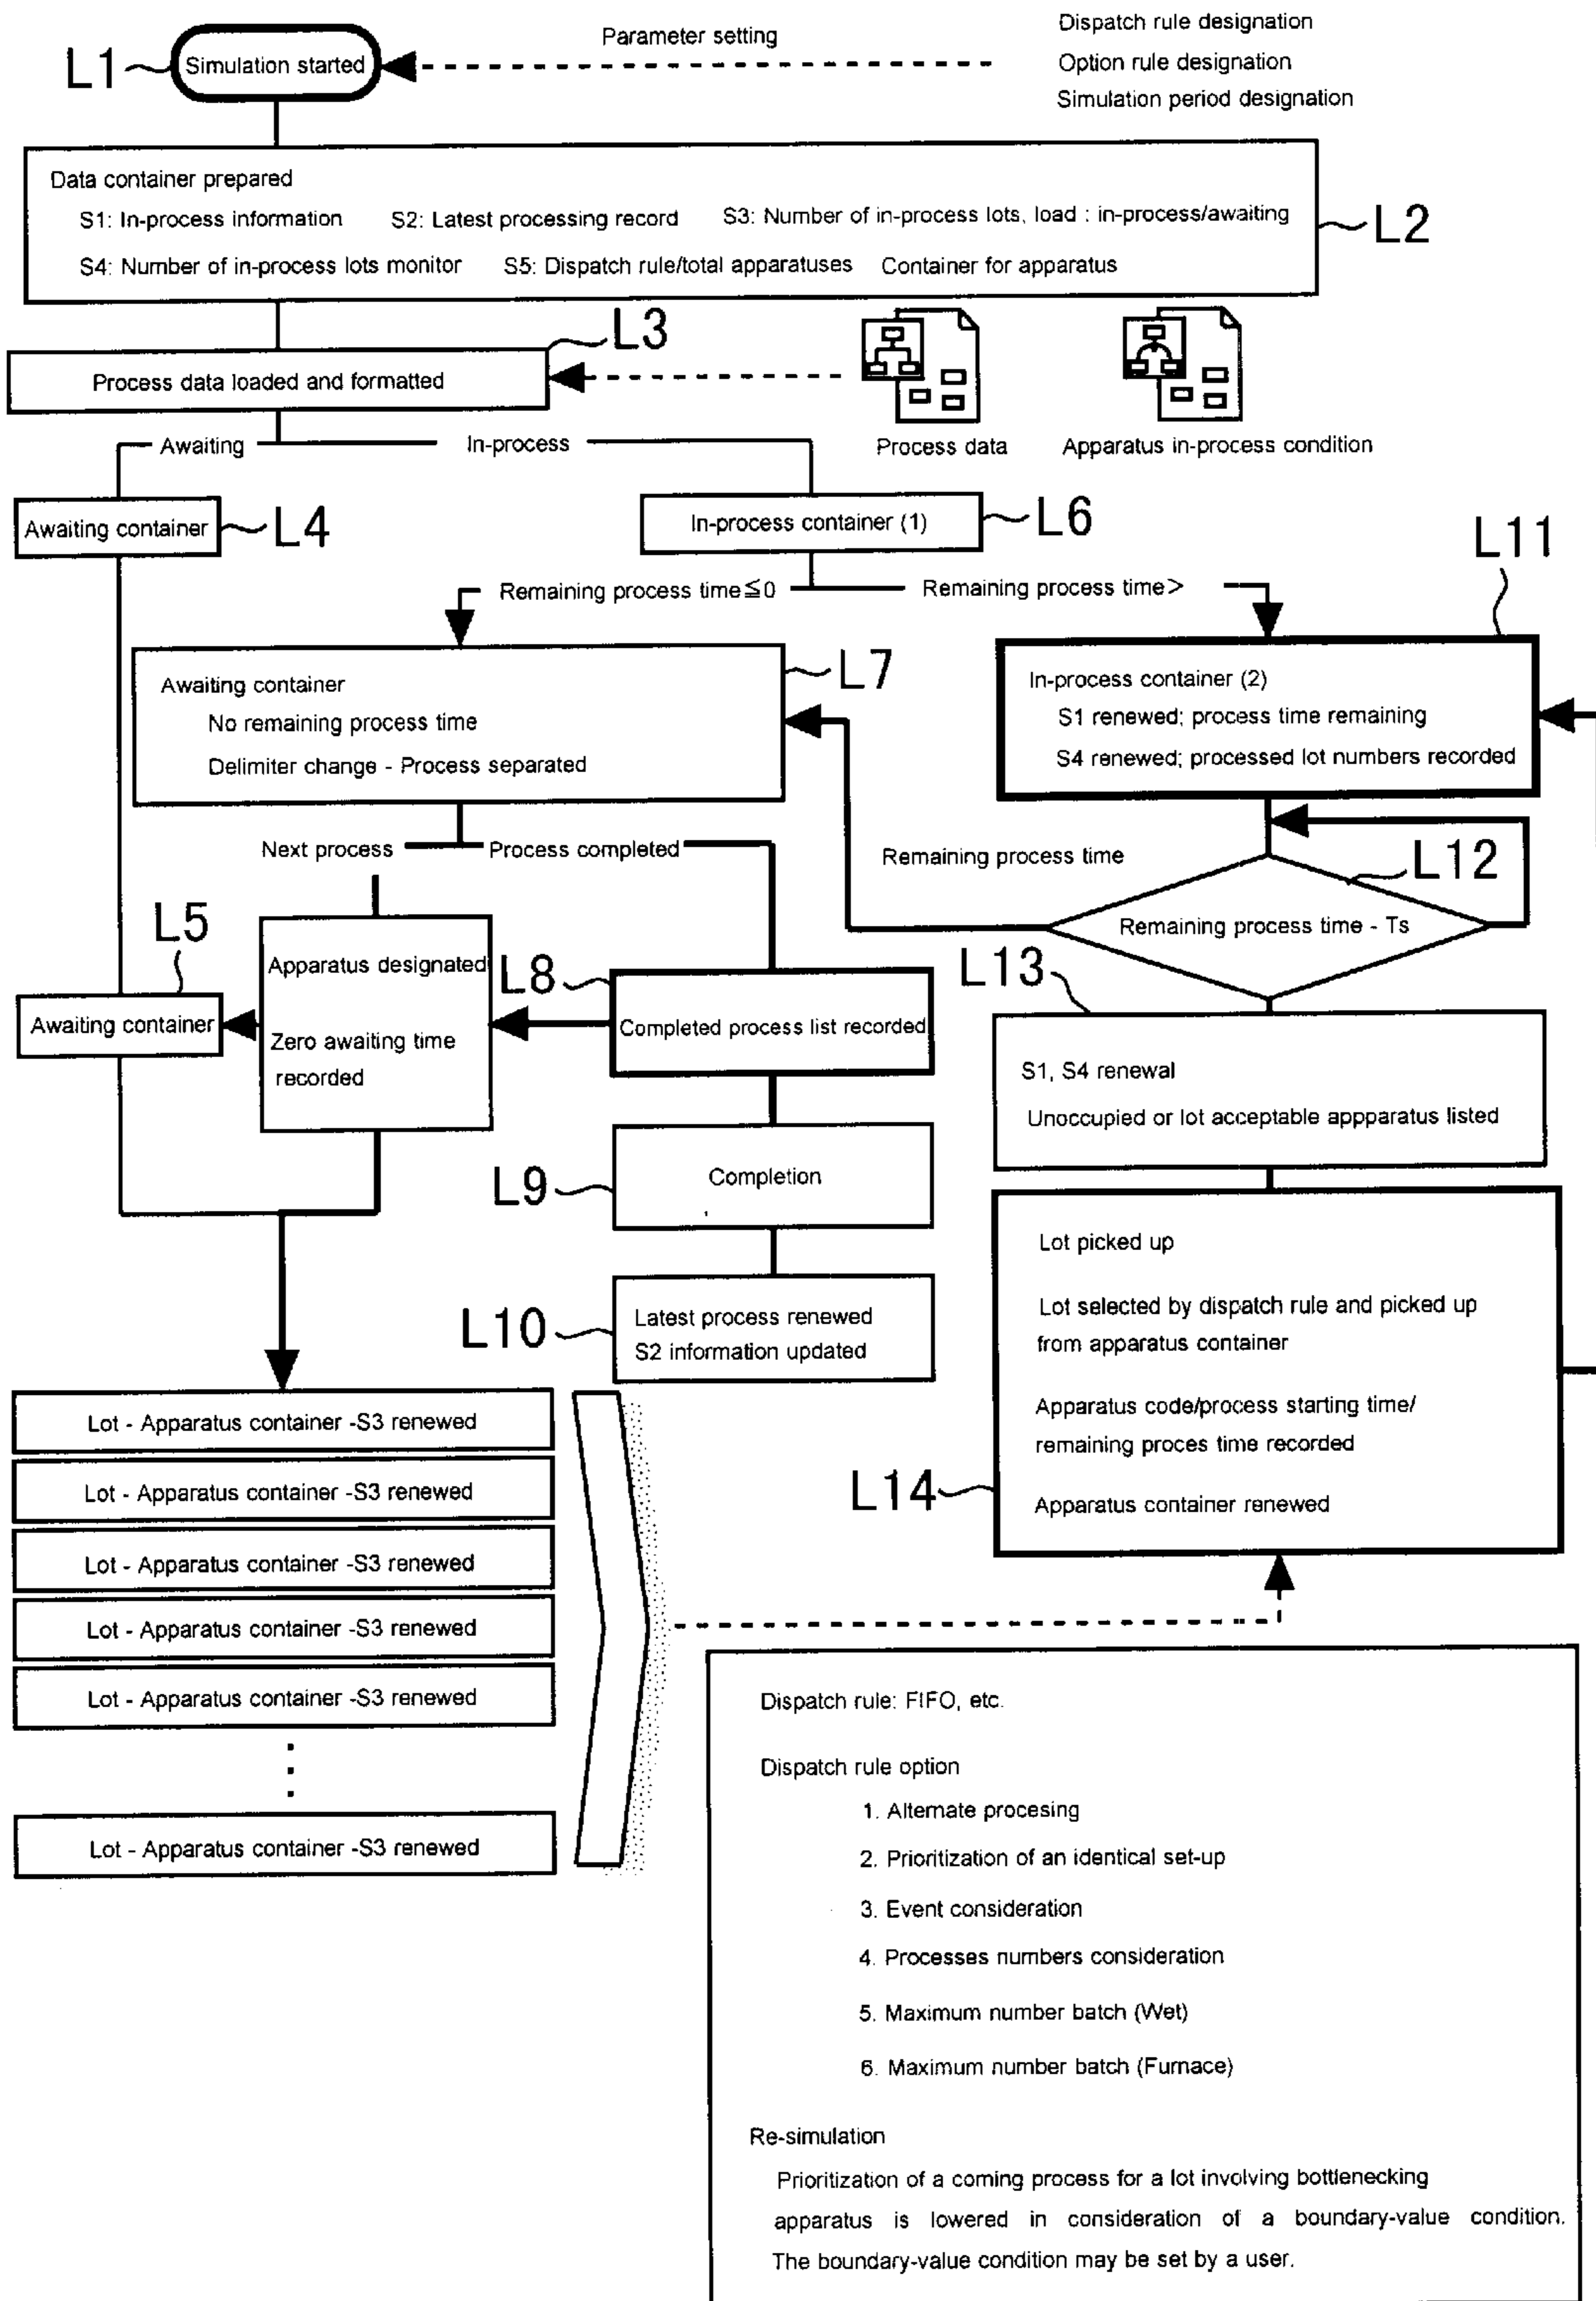 Dispatch rule designation
Parameter setting
L1
Simulation started
Option rule designation
Simulation period designation
Data container prepared
S1: In-process information S2: Latest processing record S3: Number of in-process lots, load : in-process/awaiting
L2
S4: Number of in-process lots monitor S5: Dispatch rule/total apparatuses Container for apparatus
L3
Process data loaded and formatted
Awaiting
In-process
Process data
Apparatus in-process condition
Awaiting container
L4
In-process container (1)
L6
L11
Remaining process time≦0
Remaining process time>
Awaiting container
No remaining process time
Delimiter change - Process separated
L7
In-process container (2)
S1 renewed; process time remaining
S4 renewed; processed lot numbers recorded
Next process
Process completed
Remaining process time
L12
Remaining process time - Ts
L5
Awaiting container
Apparatus designated
Zero awaiting time
recorded
L8
Completed process list recorded
L13
S1, S4 renewal
Unoccupied or lot acceptable appparatus listed
L9
Completion
L10
Latest process renewed
S2 information updated
Lot picked up
Lot selected by dispatch rule and picked up
from apparatus container
Apparatus code/process starting time/
remaining proces time recorded
L14
Apparatus container renewed
Lot - Apparatus container -S3 renewed
Lot - Apparatus container -S3 renewed
Lot - Apparatus container -S3 renewed
Lot - Apparatus container -S3 renewed
Lot - Apparatus container -S3 renewed
Lot - Apparatus container -S3 renewed
Dispatch rule: FIFO, etc.
Dispatch rule option
1. Alternate procesing
2. Prioritization of an identical set-up
3. Event consideration
4. Processes numbers consideration
5. Maximum number batch (Wet)
6. Maximum number batch (Furnace)
Re-simulation
Prioritization of a coming process for a lot involving bottlenecking
apparatus is lowered in consideration of a boundary-value condition.
The boundary-value condition may be set by a user.